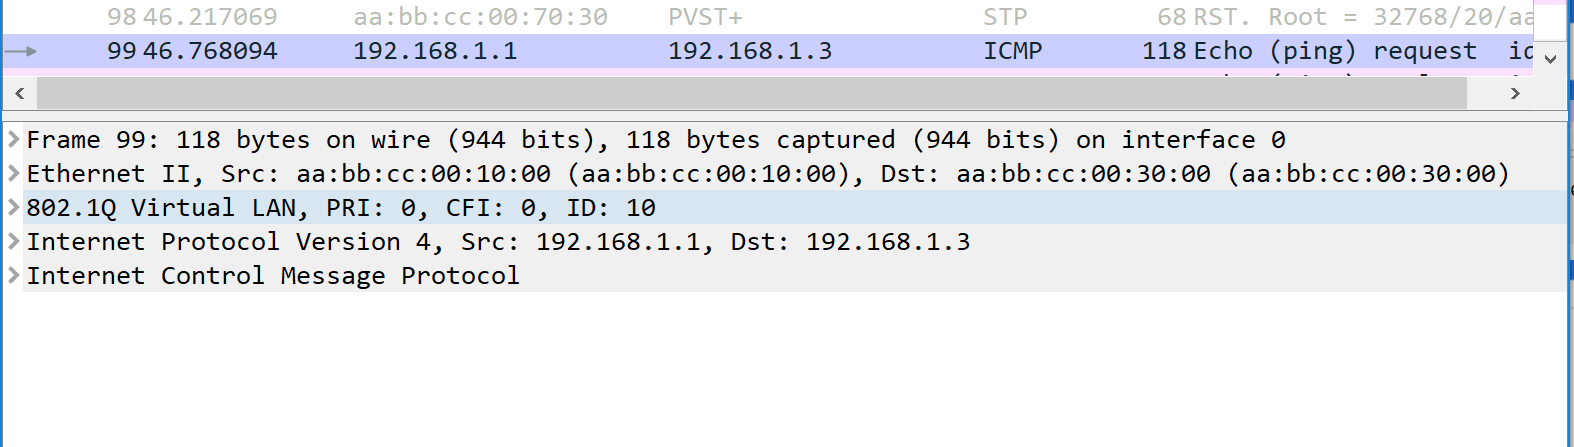 98 46.217069 aa:bb:cc:00:70:30 PVST+ STP 68 RST. Root = 32768/20/aa
99 46.768094 192.168.1.1 192.168.1.3 ICMP 118 Echo (ping) request id
Frame 99: 118 bytes on wire (944 bits), 118 bytes captured (944 bits) on interface 0
Ethernet II, Src: aa:bb:cc:00:10:00 (aa:bb:cc:00:10:00), Dst: aa:bb:cc:00:30:00 (aa:bb:cc:00:30:00)
802.1Q Virtual LAN, PRI: 0, CFI: 0, ID: 10
Internet Protocol Version 4, Src: 192.168.1.1, Dst: 192.168.1.3
Internet Control Message Protocol